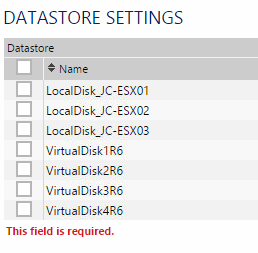 DATASTORE SETTINGS
Datastore
Name
LocalDisk_JC-ESX01
LocalDisk_JC-ESX02
LocalDisk_JC-ESX03
VirtualDisk1R6
VirtualDisk2R6
VirtualDisk3R6
VirtualDisk4R6
This field is required.